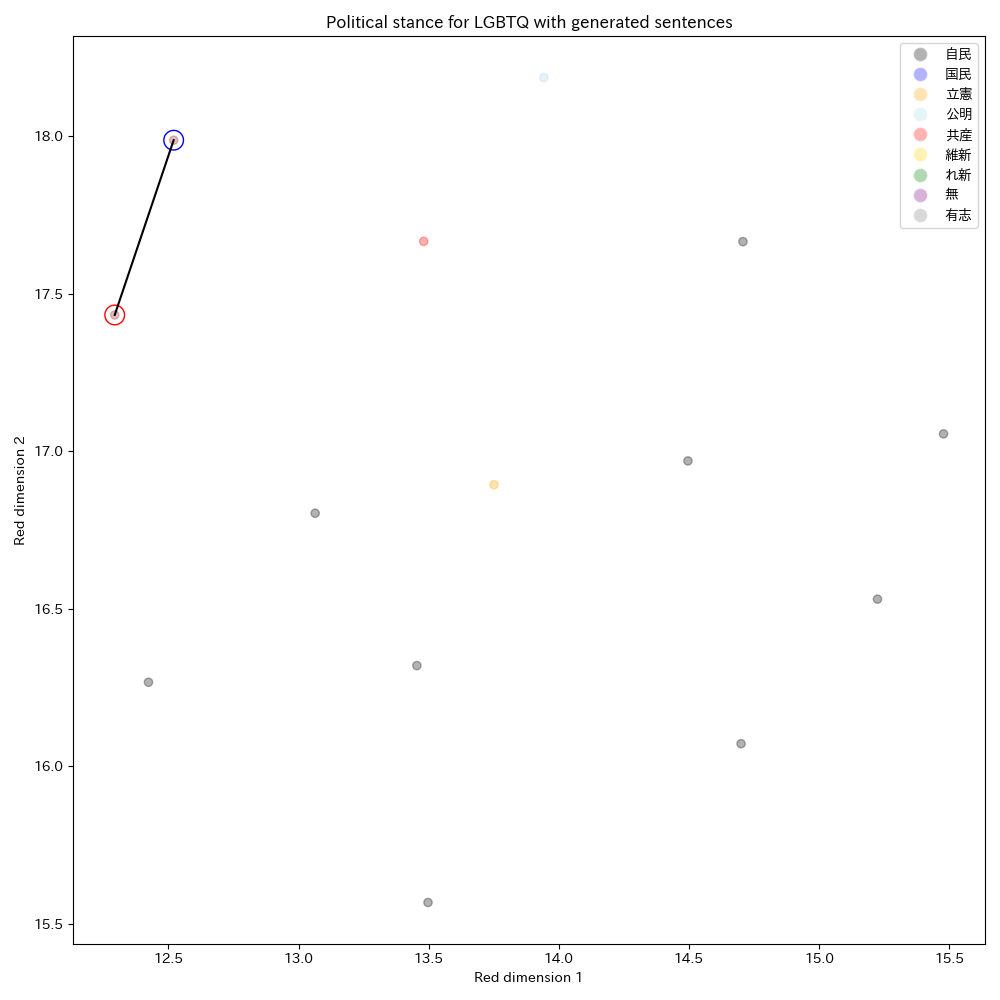 Political stance for LGBTQ with generated sentences
自民
国民
立憲
公明
共産
維新
れ新
無
有志
18.0
17.5
17.0
16.5
16.0
15.5
Red dimension 2
12.5
13.0
13.5
14.0
14.5
15.0
15.5
Red dimension 1